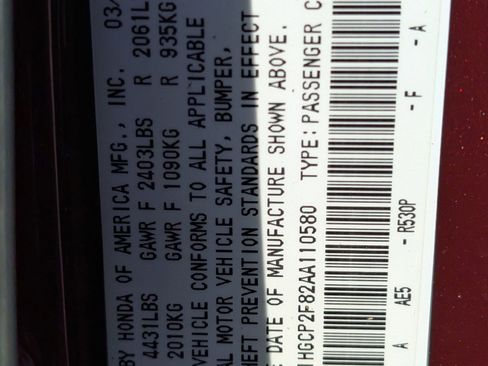 BY HONDA OF AMERICA MFG., INC. 03/
4431LBS GAWR F 2403LBS R 2061L
2010KG GAWR F 1090KG R 935KG
VEHICLE CONFORMS TO ALL APPLICABLE
AL MOTOR VEHICLE SAFETY, BUMPER,
HEFT PREVENTION STANDARDS IN EFFECT
E DATE OF MANUFACTURE SHOWN ABOVE.
1HGCP2F82AA110580 TYPE: PASSENGER C
A AE5 - R530P - F - A